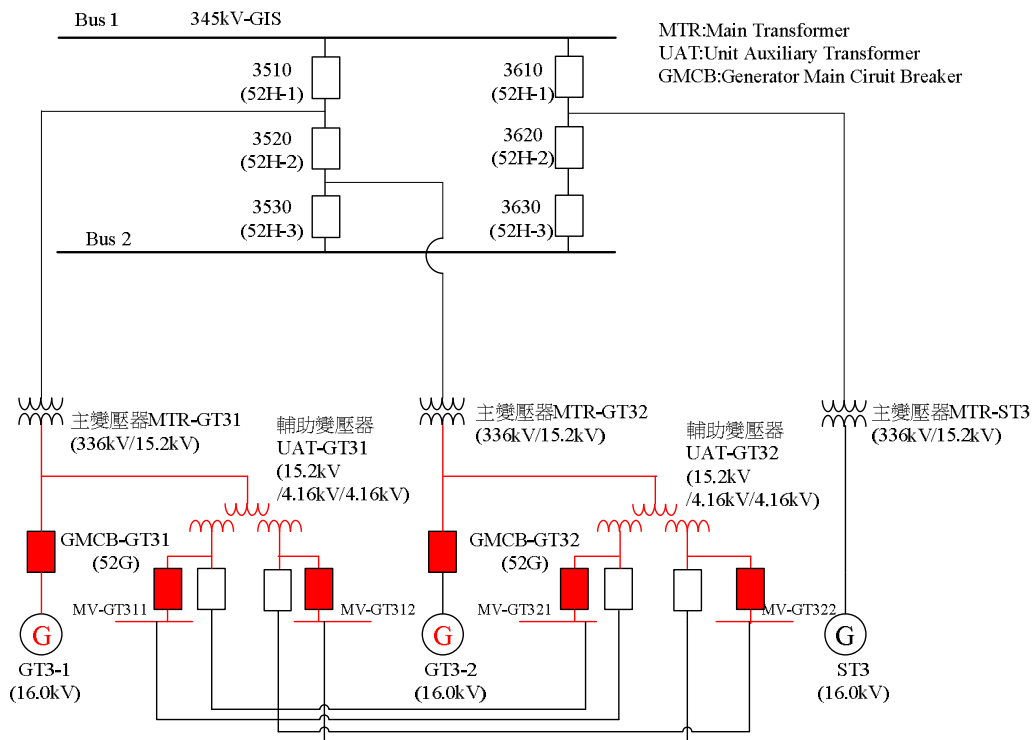 Bus 1
345kV-GIS
MTR:Main Transformer
UAT:Unit Auxiliary Transformer
GMCB:Generator Main Ciruit Breaker
3510
(52H-1)
3610
(52H-1)
3520
(52H-2)
3620
(52H-2)
3530
(52H-3)
3630
(52H-3)
Bus 2
主變壓器MTR-GT31
(336kV/15.2kV)
輔助變壓器
UAT-GT31
(15.2kV
/4.16kV/4.16kV)
主變壓器MTR-GT32
(336kV/15.2kV)
輔助變壓器
UAT-GT32
(15.2kV
/4.16kV/4.16kV)
主變壓器MTR-ST3
(336kV/15.2kV)
GMCB-GT31
(52G)
GMCB-GT32
(52G)
MV-GT311
MV-GT312
MV-GT321
MV-GT322
G
GT3-1
(16.0kV)
G
GT3-2
(16.0kV)
G
ST3
(16.0kV)